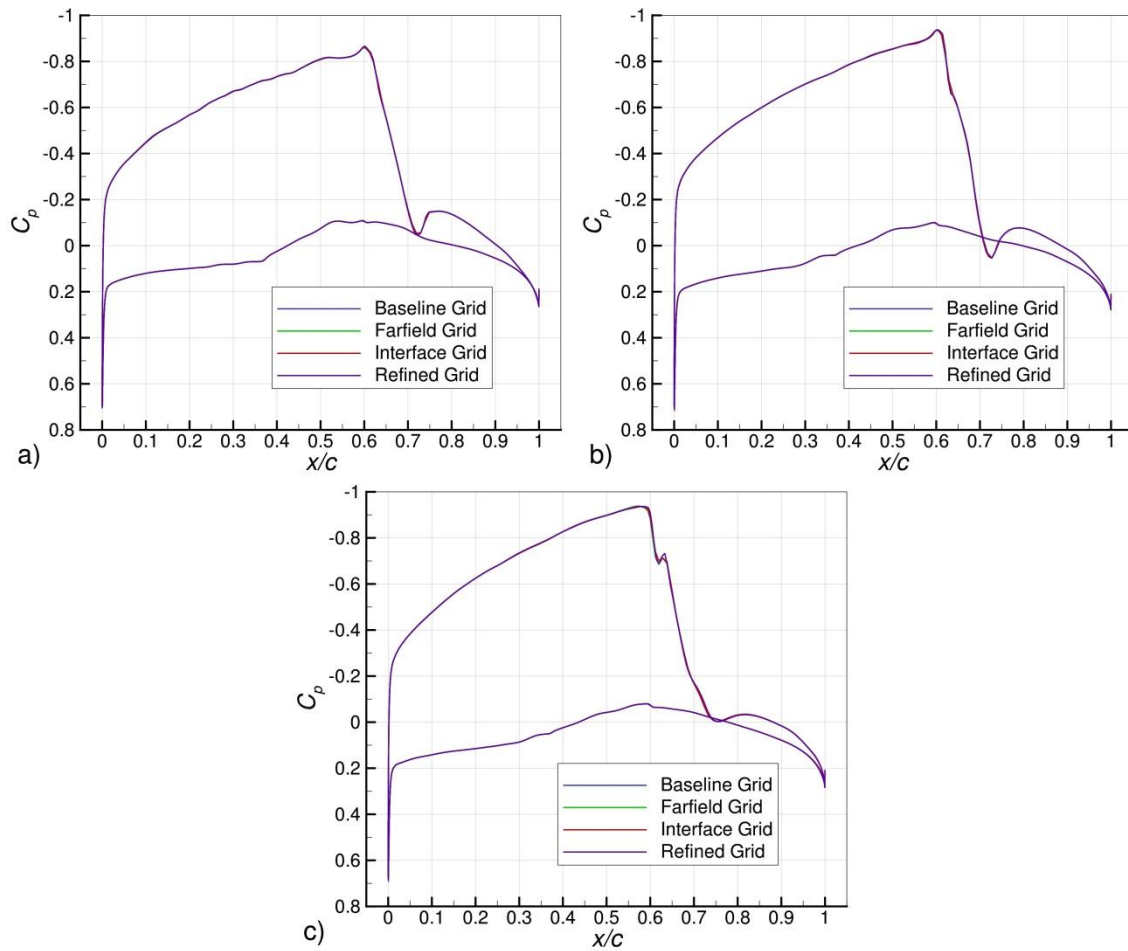 -1
-0.8
-0.6
-0.4
-0.2
0
0.2
0.4
0.6
0.8
Cp
0 0.1 0.2 0.3 0.4 0.5 0.6 0.7 0.8 0.9 1
x/c
Baseline Grid
Farfield Grid
Interface Grid
Refined Grid
a)
-1
-0.8
-0.6
-0.4
-0.2
0
0.2
0.4
0.6
0.8
Cp
0 0.1 0.2 0.3 0.4 0.5 0.6 0.7 0.8 0.9 1
x/c
Baseline Grid
Farfield Grid
Interface Grid
Refined Grid
b)
-1
-0.8
-0.6
-0.4
-0.2
0
0.2
0.4
0.6
0.8
Cp
0 0.1 0.2 0.3 0.4 0.5 0.6 0.7 0.8 0.9 1
x/c
Baseline Grid
Farfield Grid
Interface Grid
Refined Grid
c)